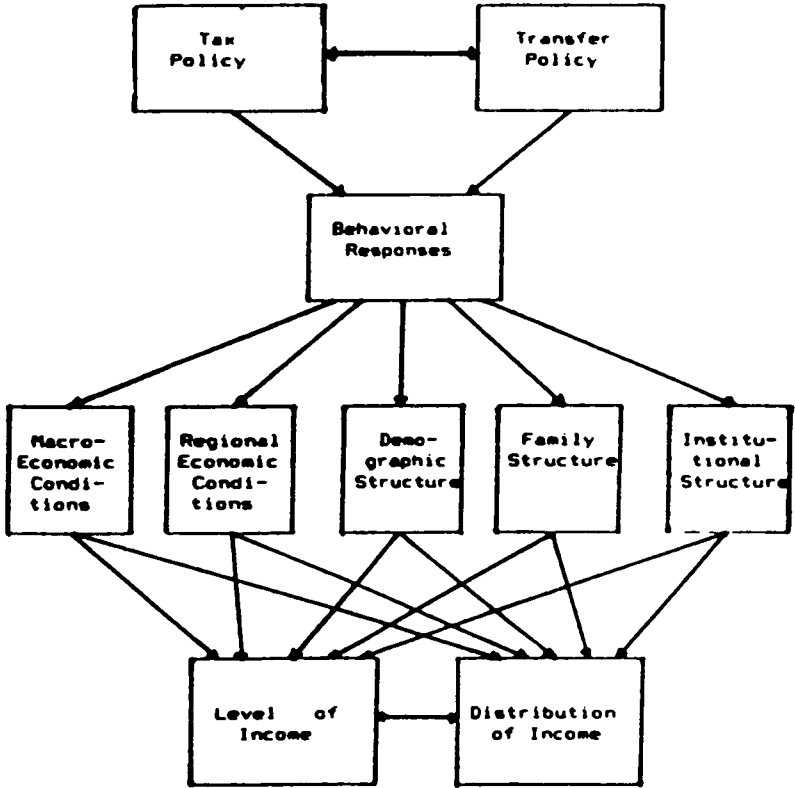 Tax
Policy
Transfer
Policy
Behavioral
Responses
Macro-
Economic
Condi-
tions
Regional
Economic
Condi-
tions
Demo-
graphic
Structure
Family
Structure
Institu-
tional
Structure
Level of
Income
Distribution
of Income